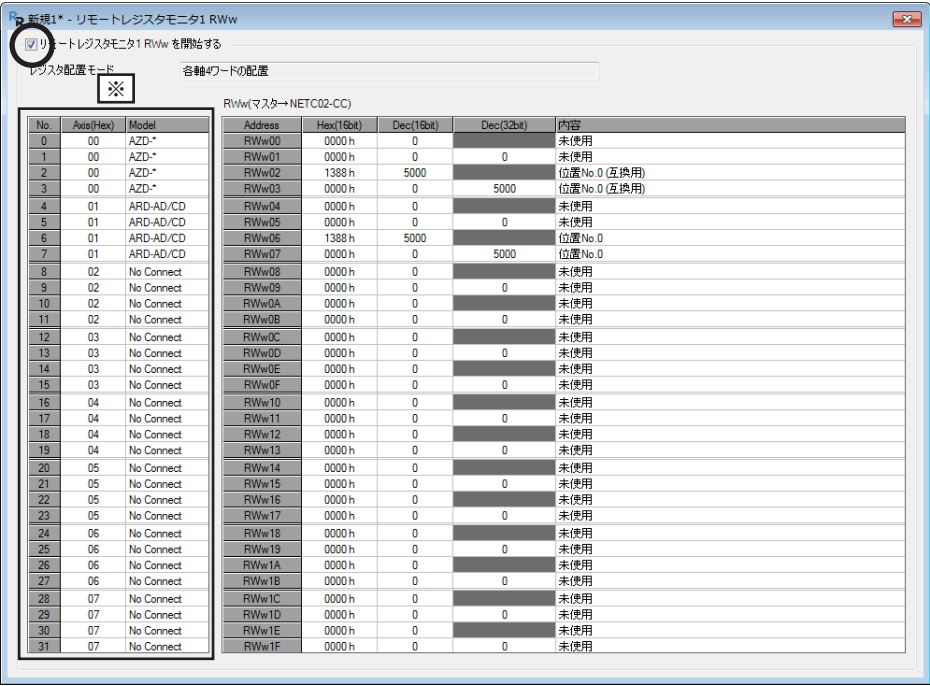 新規1* - リモートレジスタモニタ1 RWw
リモートレジスタモニタ1 RWw を開始する
レジスタ配置モード 各軸4ワードの配置
※
RWw(マスタ→NETC02-CC)
No. Axis(Hex) Model Address Hex(16bit) Dec(16bit) Dec(32bit) 内容
0 00 AZD-* RWw00 0000 h 0 未使用
1 00 AZD-* RWw01 0000 h 0 0 未使用
2 00 AZD-* RWw02 1388 h 5000 位置No.0 (互換用)
3 00 AZD-* RWw03 0000 h 0 5000 位置No.0 (互換用)
4 01 ARD-AD/CD RWw04 0000 h 0 未使用
5 01 ARD-AD/CD RWw05 0000 h 0 0 未使用
6 01 ARD-AD/CD RWw06 1388 h 5000 位置No.0
7 01 ARD-AD/CD RWw07 0000 h 0 5000 位置No.0
8 02 No Connect RWw08 0000 h 0 未使用
9 02 No Connect RWw09 0000 h 0 0 未使用
10 02 No Connect RWw0A 0000 h 0 未使用
11 02 No Connect RWw0B 0000 h 0 0 未使用
12 03 No Connect RWw0C 0000 h 0 未使用
13 03 No Connect RWw0D 0000 h 0 0 未使用
14 03 No Connect RWw0E 0000 h 0 未使用
15 03 No Connect RWw0F 0000 h 0 0 未使用
16 04 No Connect RWw10 0000 h 0 未使用
17 04 No Connect RWw11 0000 h 0 0 未使用
18 04 No Connect RWw12 0000 h 0 未使用
19 04 No Connect RWw13 0000 h 0 0 未使用
20 05 No Connect RWw14 0000 h 0 未使用
21 05 No Connect RWw15 0000 h 0 0 未使用
22 05 No Connect RWw16 0000 h 0 未使用
23 05 No Connect RWw17 0000 h 0 0 未使用
24 06 No Connect RWw18 0000 h 0 未使用
25 06 No Connect RWw19 0000 h 0 0 未使用
26 06 No Connect RWw1A 0000 h 0 未使用
27 06 No Connect RWw1B 0000 h 0 0 未使用
28 07 No Connect RWw1C 0000 h 0 未使用
29 07 No Connect RWw1D 0000 h 0 0 未使用
30 07 No Connect RWw1E 0000 h 0 未使用
31 07 No Connect RWw1F 0000 h 0 0 未使用